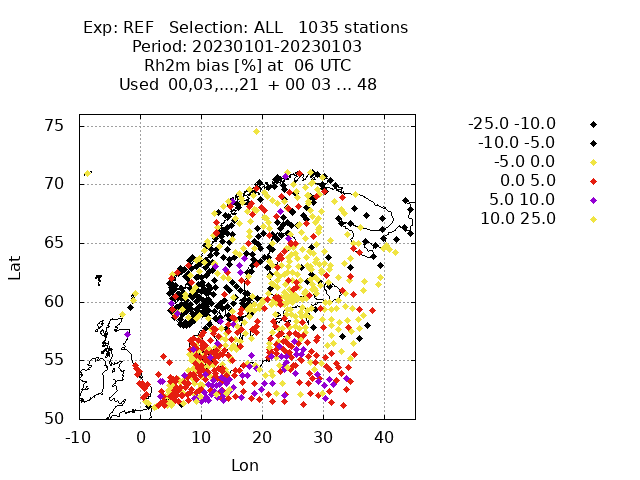 Exp: REF Selection: ALL 1035 stations
Period: 20230101-20230103
Rh2m bias [%] at 06 UTC
Used 00,03,...,21 + 00 03 ... 48
-25.0 -10.0
-10.0 -5.0
-5.0 0.0
0.0 5.0
5.0 10.0
10.0 25.0
75
70
65
60
55
50
Lat
-10 0 10 20 30 40
Lon